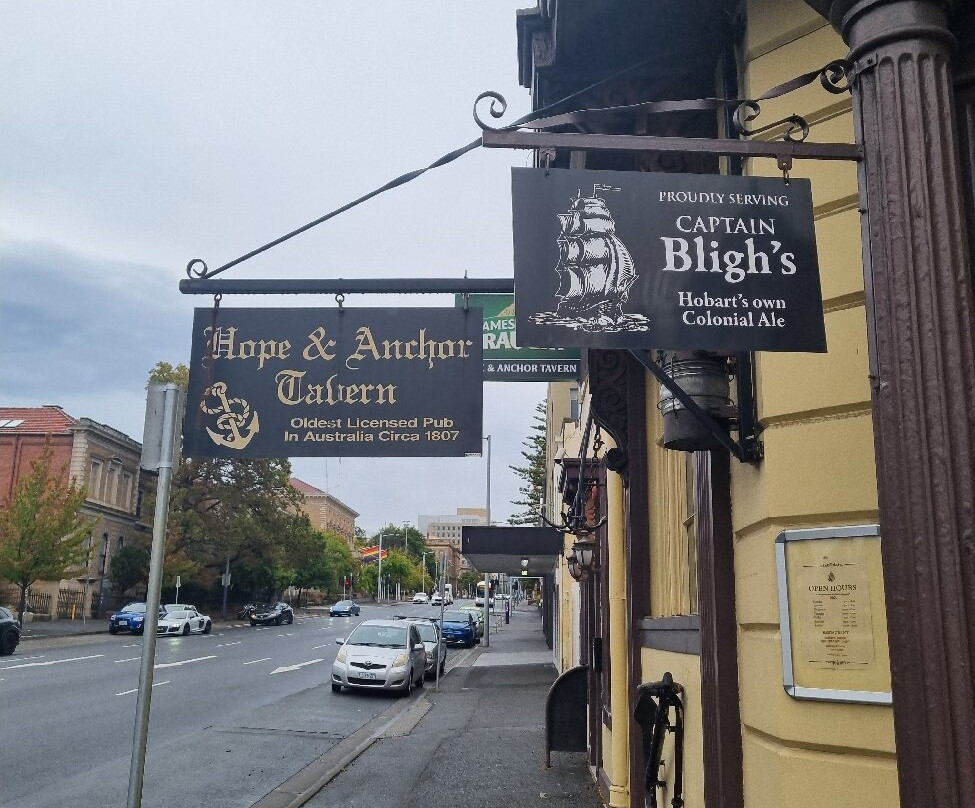 Hope & Anchor
Tavern
Oldest Licensed Pub
In Australia Circa 1807
& ANCHOR TAVERN
PROUDLY SERVING
CAPTAIN
Bligh's
Hobart's own
Colonial Ale
OPEN HOURS